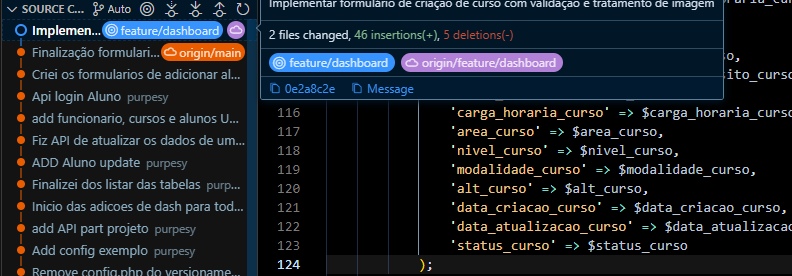 SOURCE C... Auto
Implemen... feature/dashboard
Finalização formulari... origin/main
Criei os formularios de adicionar al...
Api login Aluno purpesy
add funcionario, cursos e alunos U...
Fiz API de atualizar os dados de um...
ADD Aluno update purpesy
Finalizei dos listar das tabelas purpesy
Inicio das adicoes de dash para tod...
add API part projeto purpesy
Add config exemplo purpesy
Remove config.php do versioname...
Implementar formulário de criação de curso com validação e tratamento de imagem
2 files changed, 46 insertions(+), 5 deletions(-)
feature/dashboard origin/feature/dashboard
0e2a8c2e Message
116 'carga_horaria_curso' => $carga_horaria_curso
117 'area_curso' => $area_curso,
118 'nivel_curso' => $nivel_curso,
119 'modalidade_curso' => $modalidade_curso,
120 'alt_curso' => $alt_curso,
121 'data_criacao_curso' => $data_criacao_curso,
122 'data_atualizacao_curso' => $data_atualizacao
123 'status_curso' => $status_curso
124 );